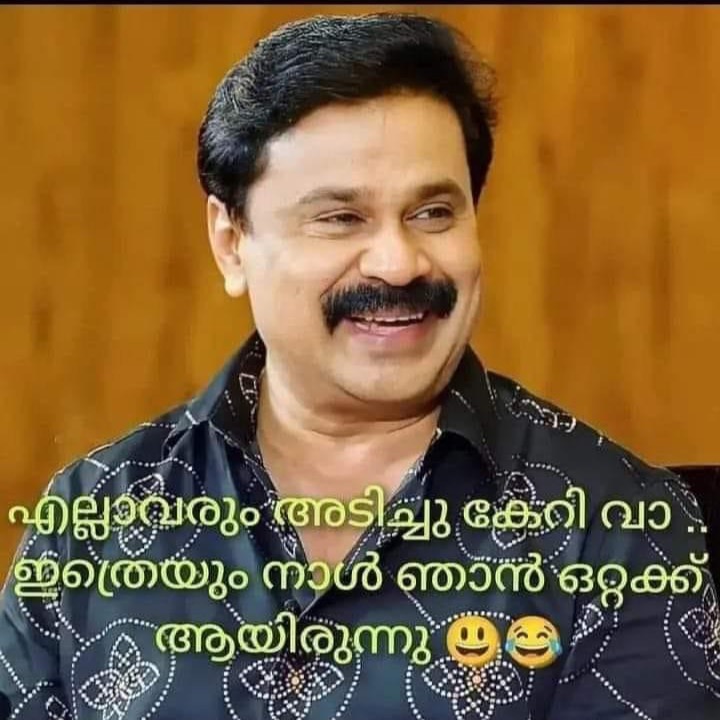 എല്ലാവരും അടിച്ചു കേറി വാ ..
ഇത്രെയും നാൾ ഞാൻ ഒറ്റക്ക്
ആയിരുന്നു 😃😂